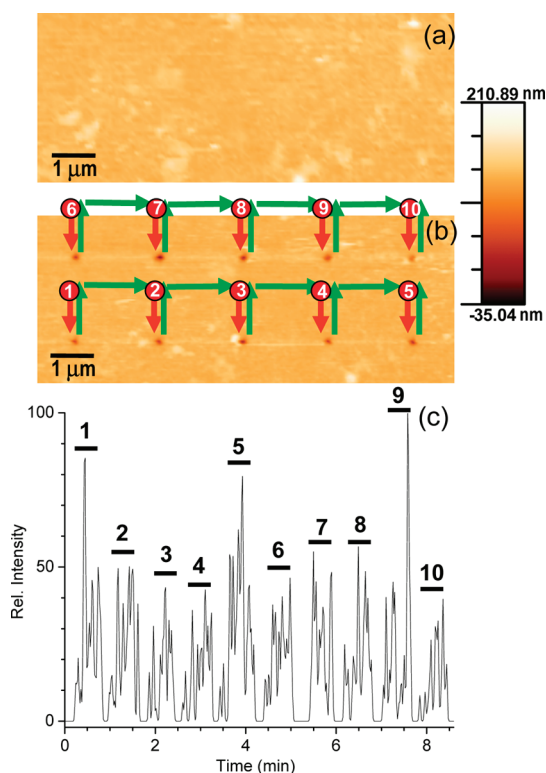 (a)
210.89 nm
1 μm
6 7 8 9 10
(b)
1 2 3 4 5
-35.04 nm
1 μm
(c)
100
50
0
Rel. Intensity
1
2
3
4
5
6
7
8
9
10
0 2 4 6 8
Time (min)